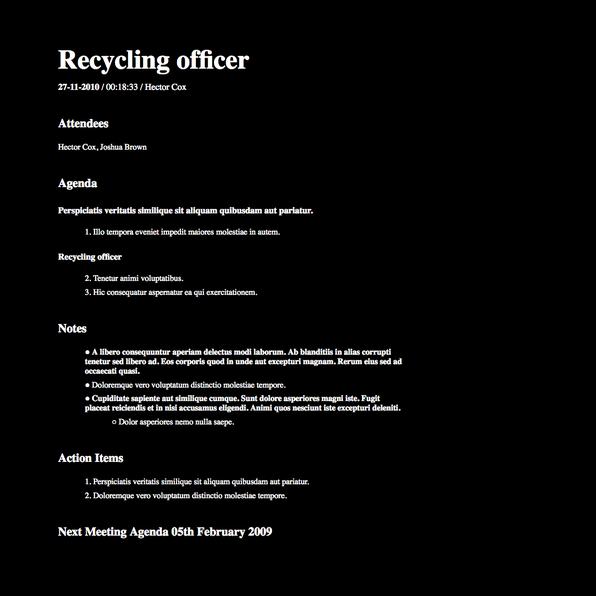 Recycling officer
27-11-2010 / 00:18:33 / Hector Cox
Attendees
Hector Cox, Joshua Brown
Agenda
Perspiciatis veritatis similique sit aliquam quibusdam aut pariatur.
1. Illo tempora eveniet impedit maiores molestiae in autem.
Recycling officer
2. Tenetur animi voluptatibus.
3. Hic consequatur aspernatur ea qui exercitationem.
Notes
● A libero consequuntur aperiam delectus modi laborum. Ab blanditiis in alias corrupti
tenetur sed libero ad. Eos corporis quod in unde aut excepturi magnam. Rerum eius sed ad
occaecati quasi.
● Doloremque vero voluptatum distinctio molestiae tempore.
● Cupiditate sapiente aut similique cumque. Sunt dolore asperiores magni iste. Fugit
placeat reiciendis et in nisi accusamus eligendi. Animi quos nesciunt iste excepturi deleniti.
○ Dolor asperiores nemo nulla saepe.
Action Items
1. Perspiciatis veritatis similique sit aliquam quibusdam aut pariatur.
2. Doloremque vero voluptatum distinctio molestiae tempore.
Next Meeting Agenda 05th February 2009